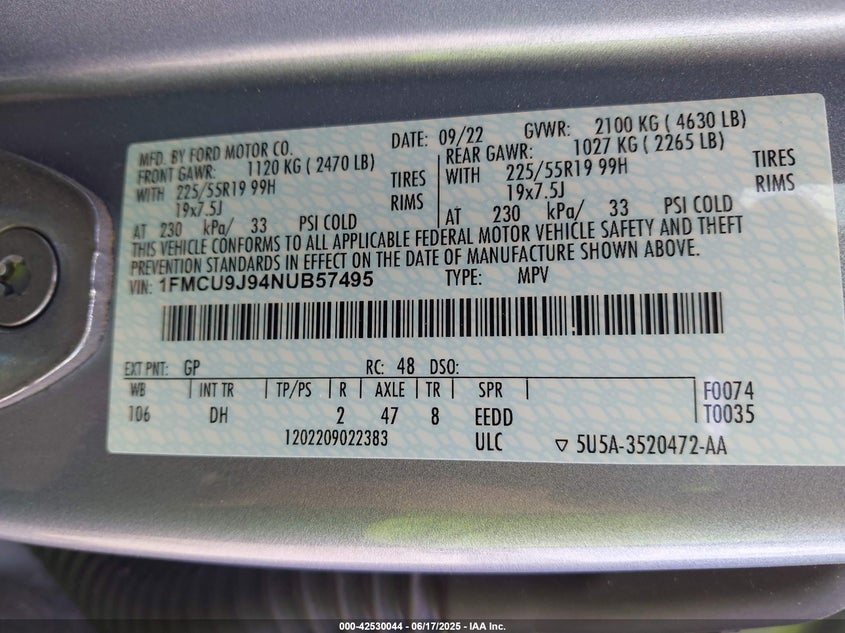 MFD. BY FORD MOTOR CO. DATE: 09/22 GVWR: 2100 KG ( 4630 LB)
FRONT GAWR: 1120 KG ( 2470 LB) REAR GAWR: 1027 KG ( 2265 LB)
WITH 225/55R19 99H TIRES WITH 225/55R19 99H TIRES
19x7.5J RIMS 19x7.5J RIMS
AT 230 kPa/ 33 PSI COLD AT 230 kPa/ 33 PSI COLD
THIS VEHICLE CONFORMS TO ALL APPLICABLE FEDERAL MOTOR VEHICLE SAFETY AND THEFT
PREVENTION STANDARDS IN EFFECT ON THE DATE OF MANUFACTURE SHOWN ABOVE.
VIN: 1FMCU9J94NUB57495 TYPE: MPV
EXT PNT: GP RC: 48 DSO:
WB | INT TR | TP/PS | R | AXLE | TR | SPR | F0074
106 DH 2 47 8 EEDD T0035
1202209022383 ULC ▽ 5U5A-3520472-AA
000-42530044 - 06/17/2025 - IAA Inc.